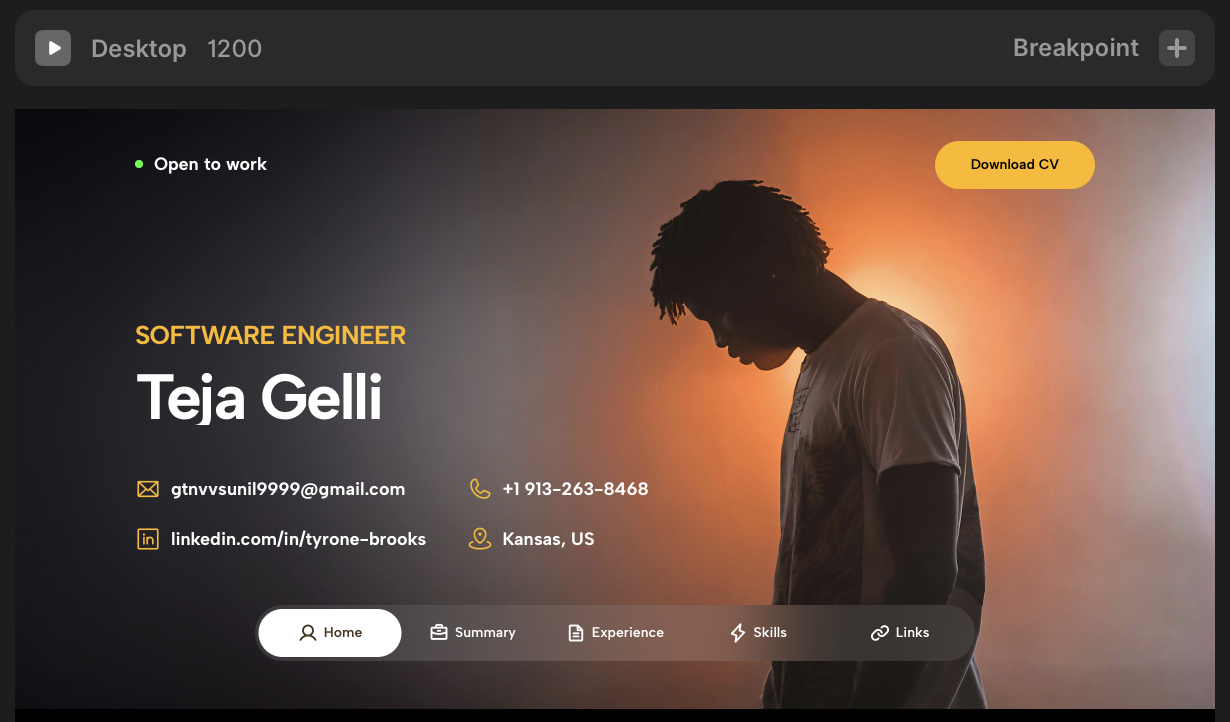 Desktop 1200
Breakpoint
Open to work
Download CV
SOFTWARE ENGINEER
Teja Gelli
gtnvvsunil9999@gmail.com
+1 913-263-8468
linkedin.com/in/tyrone-brooks
Kansas, US
Home
Summary
Experience
Skills
Links